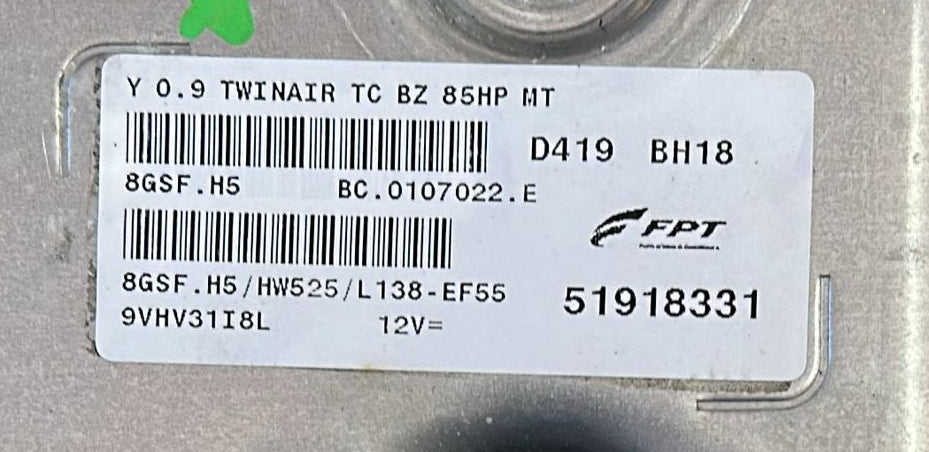 Y 0.9 TWINAIR TC BZ 85HP MT
D419 BH18
8GSF.H5 BC.0107022.E
FPT
8GSF.H5/HW525/L138-EF55
51918331
9VHV31I8L 12V=